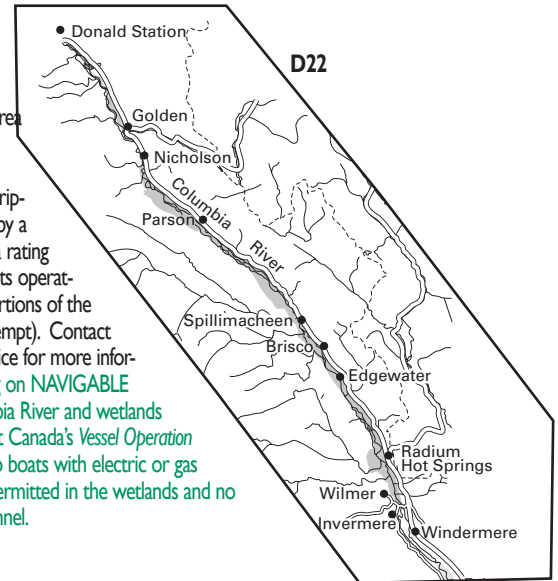 Donald Station
D22
Golden
Nicholson
Columbia
River
Parson
Spillimacheen
Brisco
Edgewater
Radium
Hot Springs
Wilmer
Invermere
Windermere
rea
rip-
by a
rating
ts operat-
rtions of the
empt). Contact
ice for more infor-
g on NAVIGABLE
bia River and wetlands
t Canada's Vessel Operation
o boats with electric or gas
ermitted in the wetlands and no
nnel.